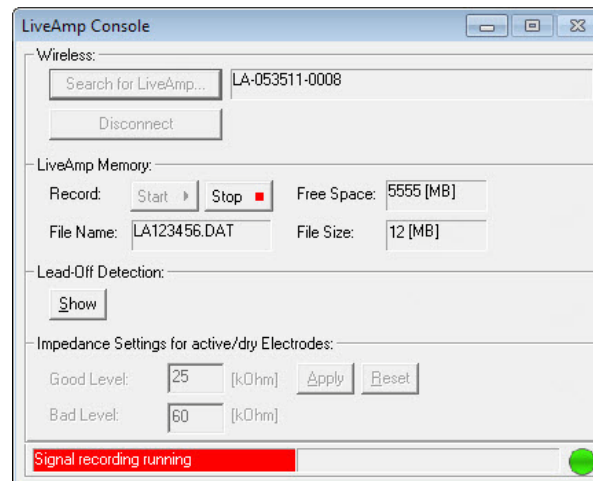 LiveAmp Console
Wireless:
Search for LiveAmp... LA-053511-0008
Disconnect
LiveAmp Memory:
Record: Start Stop Free Space: 5555 [MB]
File Name: LA123456.DAT File Size: 12 [MB]
Lead-Off Detection:
Show
Impedance Settings for active/dry Electrodes:
Good Level: 25 [kOhm] Apply Reset
Bad Level: 60 [kOhm]
Signal recording running